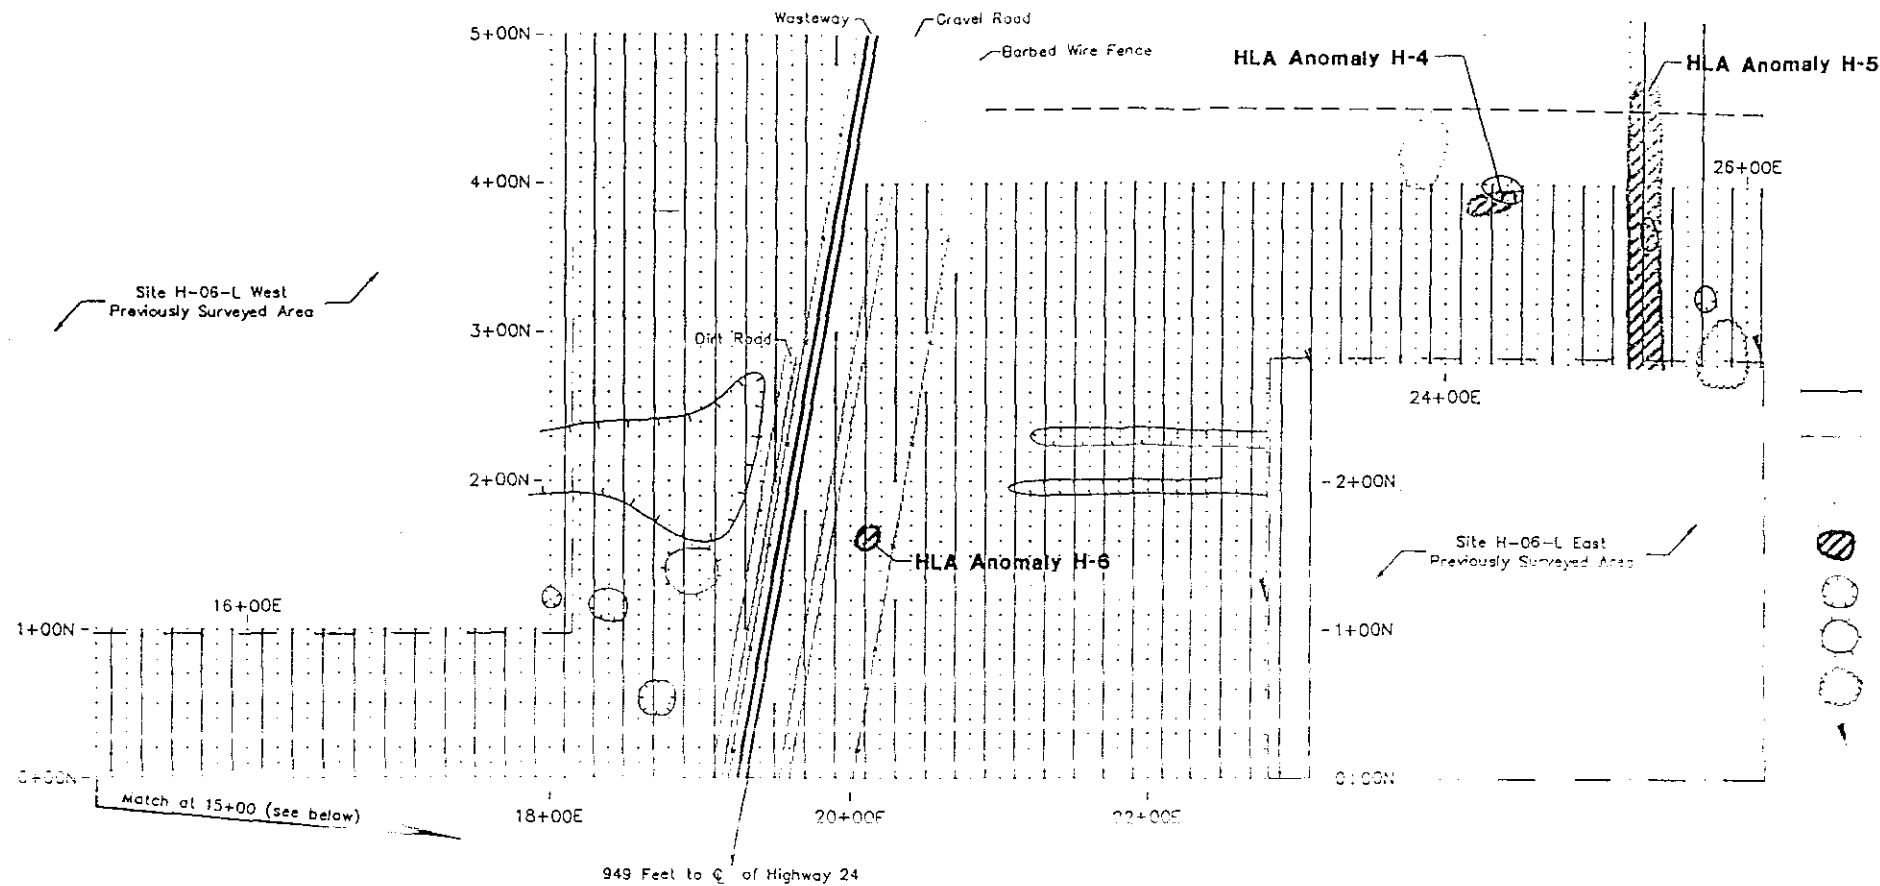 Wasteway
Gravel Road
5+00N
Barbed Wire Fence
HLA Anomaly H-4
HLA Anomaly H-5
26+00E
4+00N
Site H-06-L West
Previously Surveyed Area
3+00N
Dirt Road
24+00E
2+00N
2+00N
Site H-06-L East
Previously Surveyed Area
HLA Anomaly H-6
16+00E
1+00N
1+00N
0+00N
0+00N
Match at 15+00 (see below)
18+00E
20+00E
22+00E
949 Feet to ℄ of Highway 24